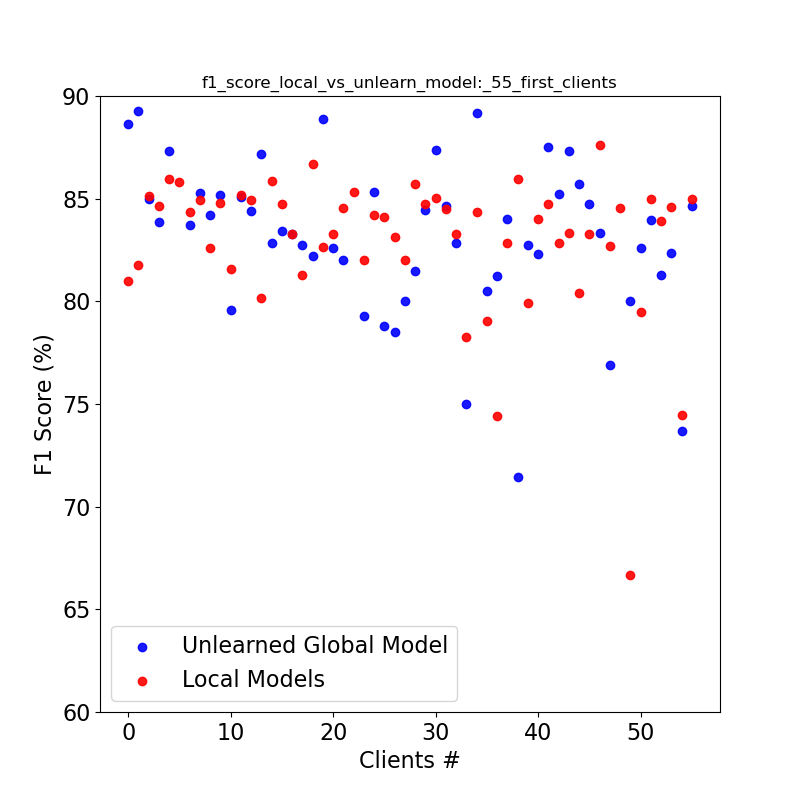 f1_score_local_vs_unlearn_model:_55_first_clients
90
85
80
75
70
65
60
F1 Score (%)
Unlearned Global Model
Local Models
0 10 20 30 40 50
Clients #